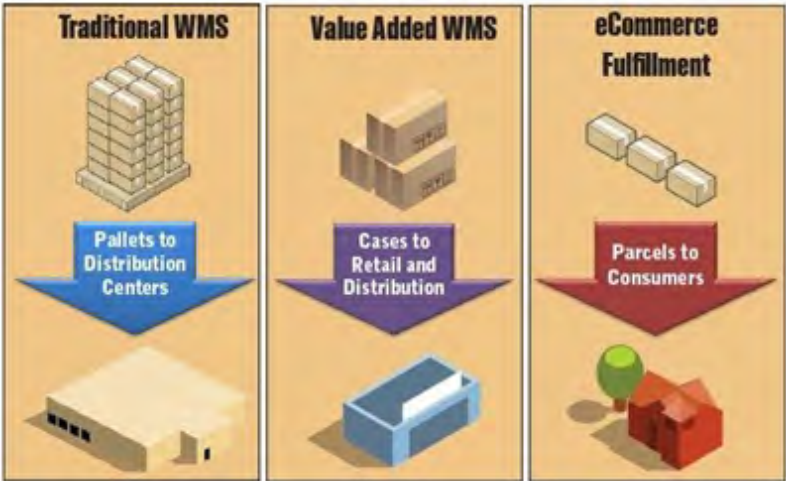 Traditional WMS
Pallets to
Distribution
Centers
Value Added WMS
Cases to
Retail and
Distribution
eCommerce
Fulfillment
Parcels to
Consumers